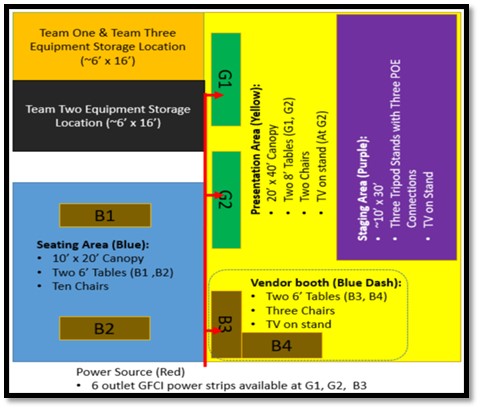 Team One & Team Three
Equipment Storage Location
(~6’ x 16’)
Team Two Equipment Storage
Location (~6’ x 16’)
G1
G2
Presentation Area (Yellow):
• 20’ x 40’ Canopy
• Two 8’ Tables (G1, G2)
• Two Chairs
• TV on stand (At G2)
Staging Area (Purple):
• ~10’ x 30’
• Three Tripod Stands with Three POE
Connections
• TV on Stand
B1
Seating Area (Blue):
• 10’ x 20’ Canopy
• Two 6’ Tables (B1 ,B2)
• Ten Chairs
B2
Vendor booth (Blue Dash):
• Two 6’ Tables (B3, B4)
• Three Chairs
• TV on stand
B3
B4
Power Source (Red)
• 6 outlet GFCI power strips available at G1, G2, B3